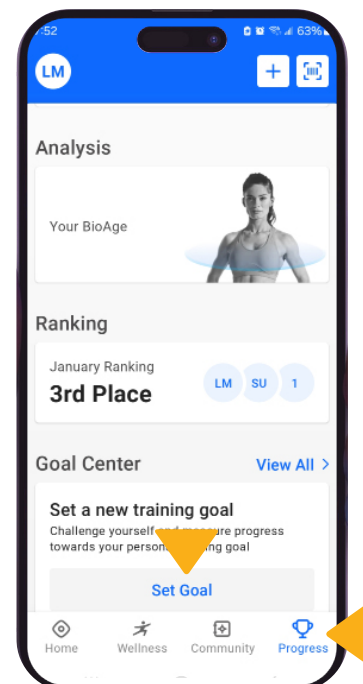 :52
63%
LM
Analysis
Your BioAge
Ranking
January Ranking
3rd Place
LM SU 1
Goal Center
View All >
Set a new training goal
Challenge yourself and measure progress
towards your personal training goal
Set Goal
Home Wellness Community Progress